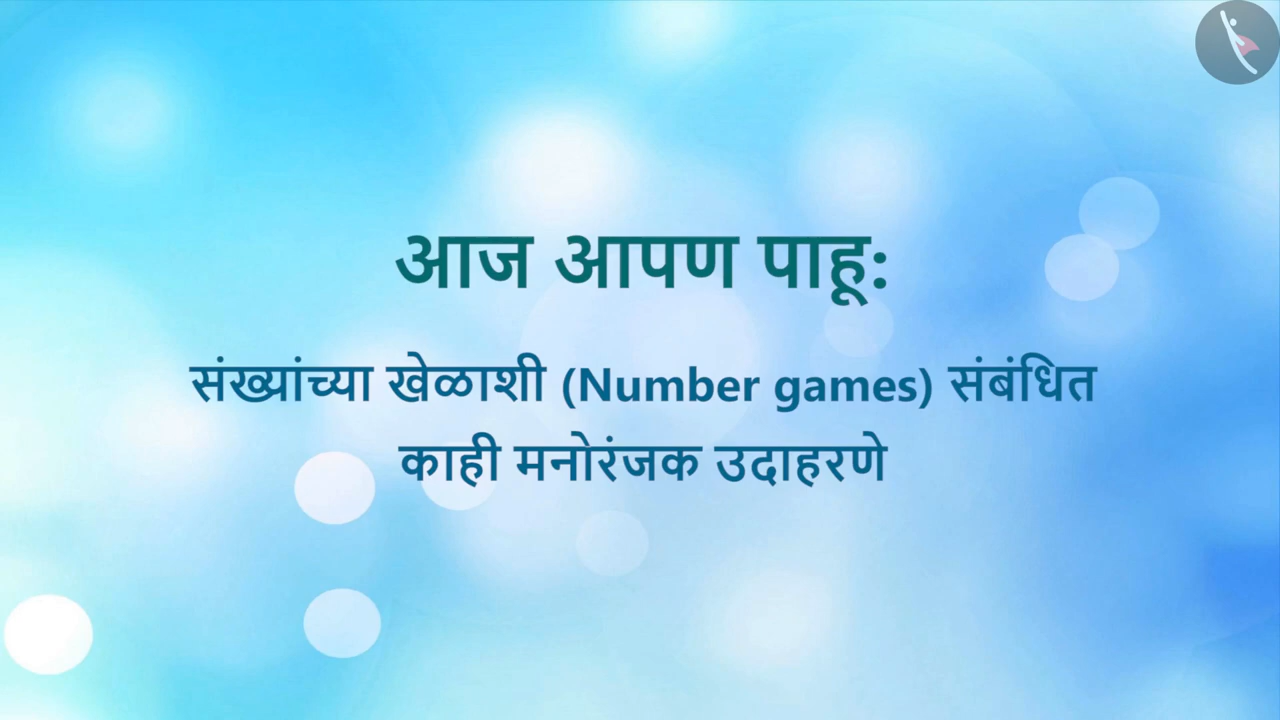 आज आपण पाहू:
संख्यांच्या खेळाशी (Number games) संबंधित
काही मनोरंजक उदाहरणे